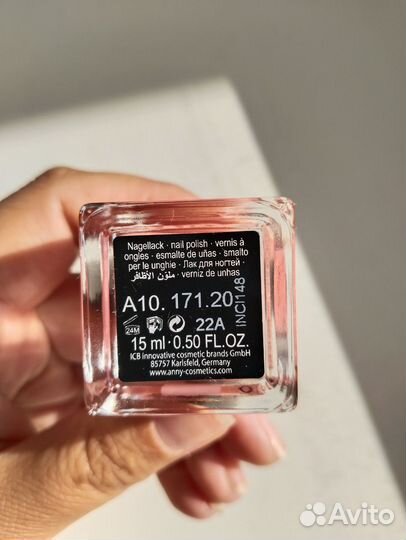 Nagellack · nail polish · vernis à
ongles · esmalte de uñas · smalto
per le unghie · Лак для ногтей ·
ملوّن الأظافر · verniz de unhas
A10. 171.20
INCI148
24M 22A
15 ml · 0.50 FL.OZ.
ICB innovative cosmetic brands GmbH
85757 Karlsfeld, Germany
www.anny-cosmetics.com
Avito